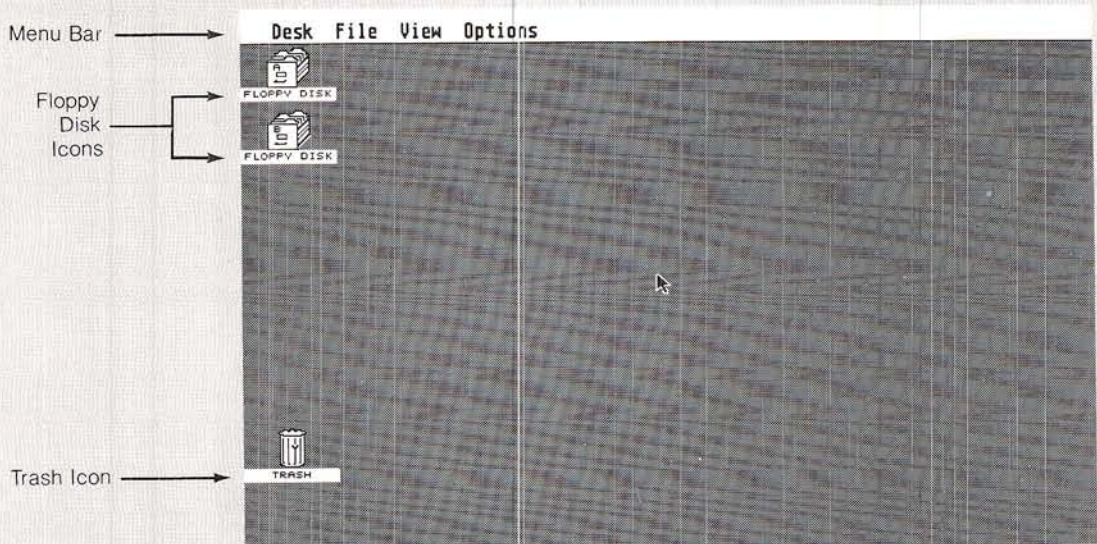 Menu Bar
Desk File View Options
A
FLOPPY DISK
Floppy
Disk
Icons
B
FLOPPY DISK
Trash Icon
TRASH